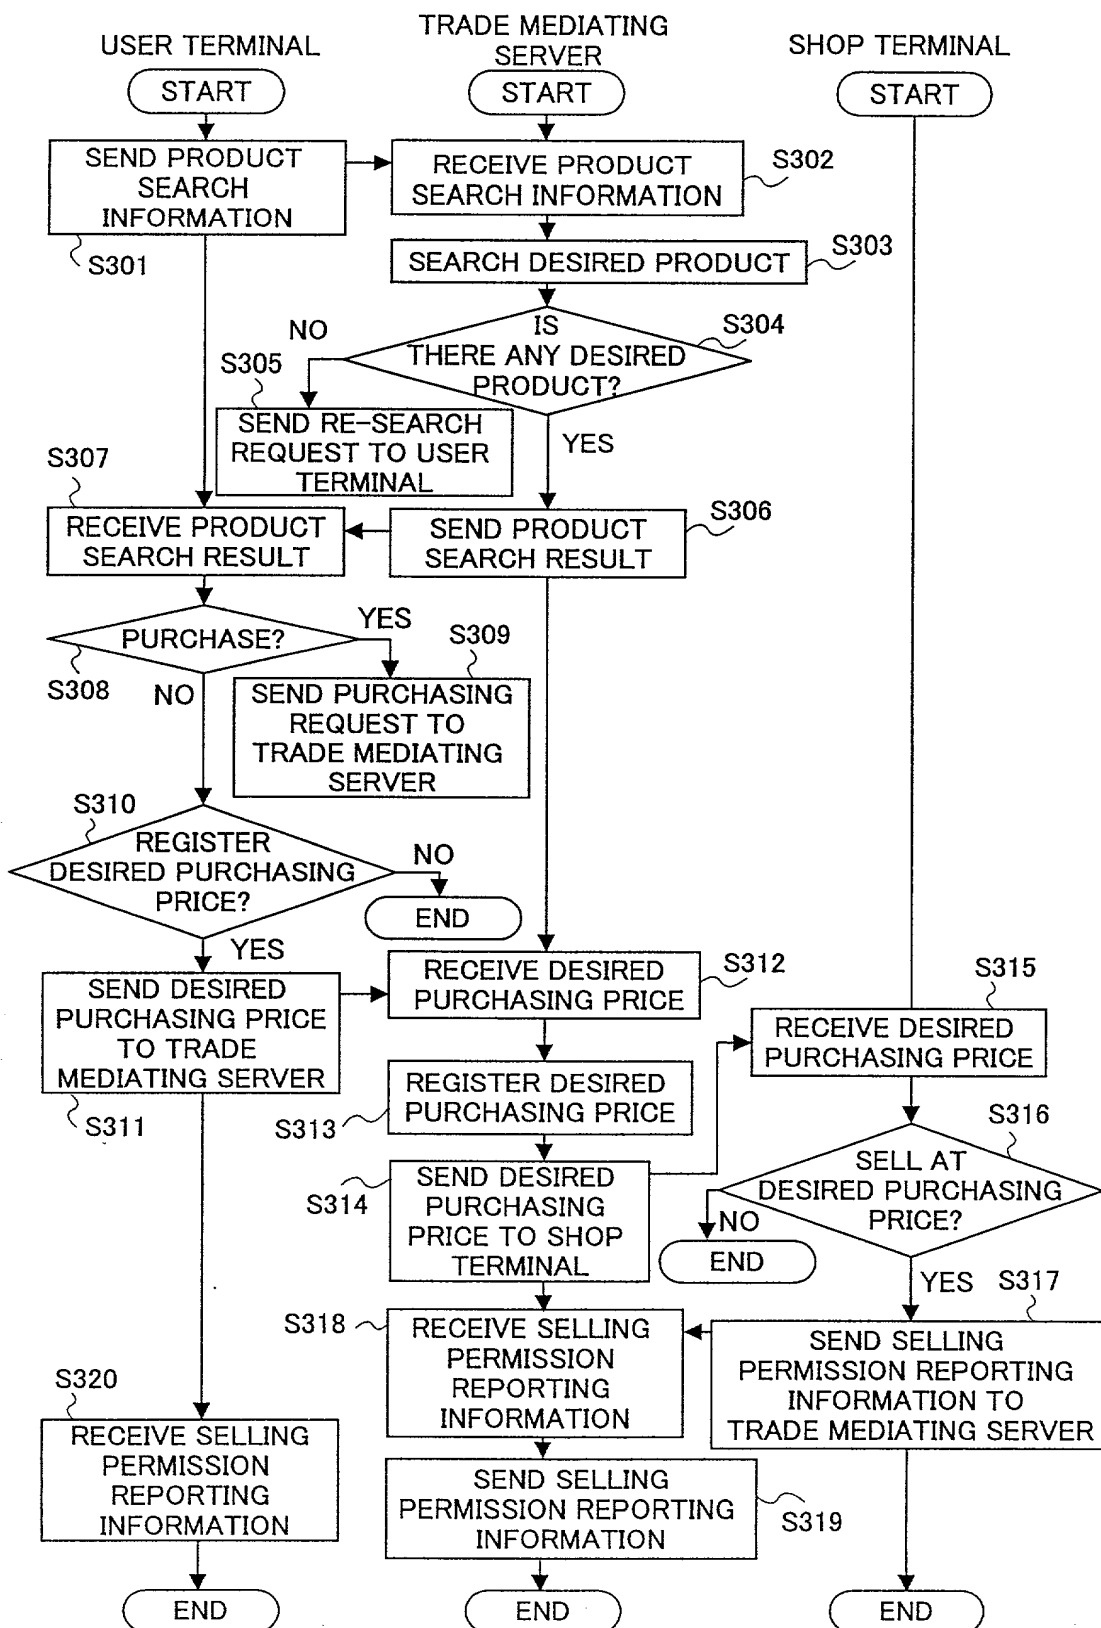 USER TERMINAL
TRADE MEDIATING
SERVER
SHOP TERMINAL
START
START
START
SEND PRODUCT
SEARCH
INFORMATION
S301
RECEIVE PRODUCT
SEARCH INFORMATION
S302
SEARCH DESIRED PRODUCT
S303
IS
THERE ANY DESIRED
PRODUCT?
S304
NO
YES
S305
SEND RE-SEARCH
REQUEST TO USER
TERMINAL
S307
RECEIVE PRODUCT
SEARCH RESULT
SEND PRODUCT
SEARCH RESULT
S306
PURCHASE?
S308
YES
NO
S309
SEND PURCHASING
REQUEST TO
TRADE MEDIATING
SERVER
S310
REGISTER
DESIRED PURCHASING
PRICE?
NO
END
YES
SEND DESIRED
PURCHASING PRICE
TO TRADE
MEDIATING SERVER
S311
RECEIVE DESIRED
PURCHASING PRICE
S312
REGISTER DESIRED
PURCHASING PRICE
S313
SEND DESIRED
PURCHASING
PRICE TO SHOP
TERMINAL
S314
S315
RECEIVE DESIRED
PURCHASING PRICE
S316
SELL AT
DESIRED PURCHASING
PRICE?
NO
END
YES
S317
SEND SELLING
PERMISSION REPORTING
INFORMATION TO
TRADE MEDIATING SERVER
S318
RECEIVE SELLING
PERMISSION
REPORTING
INFORMATION
SEND SELLING
PERMISSION REPORTING
INFORMATION
S319
S320
RECEIVE SELLING
PERMISSION
REPORTING
INFORMATION
END
END
END